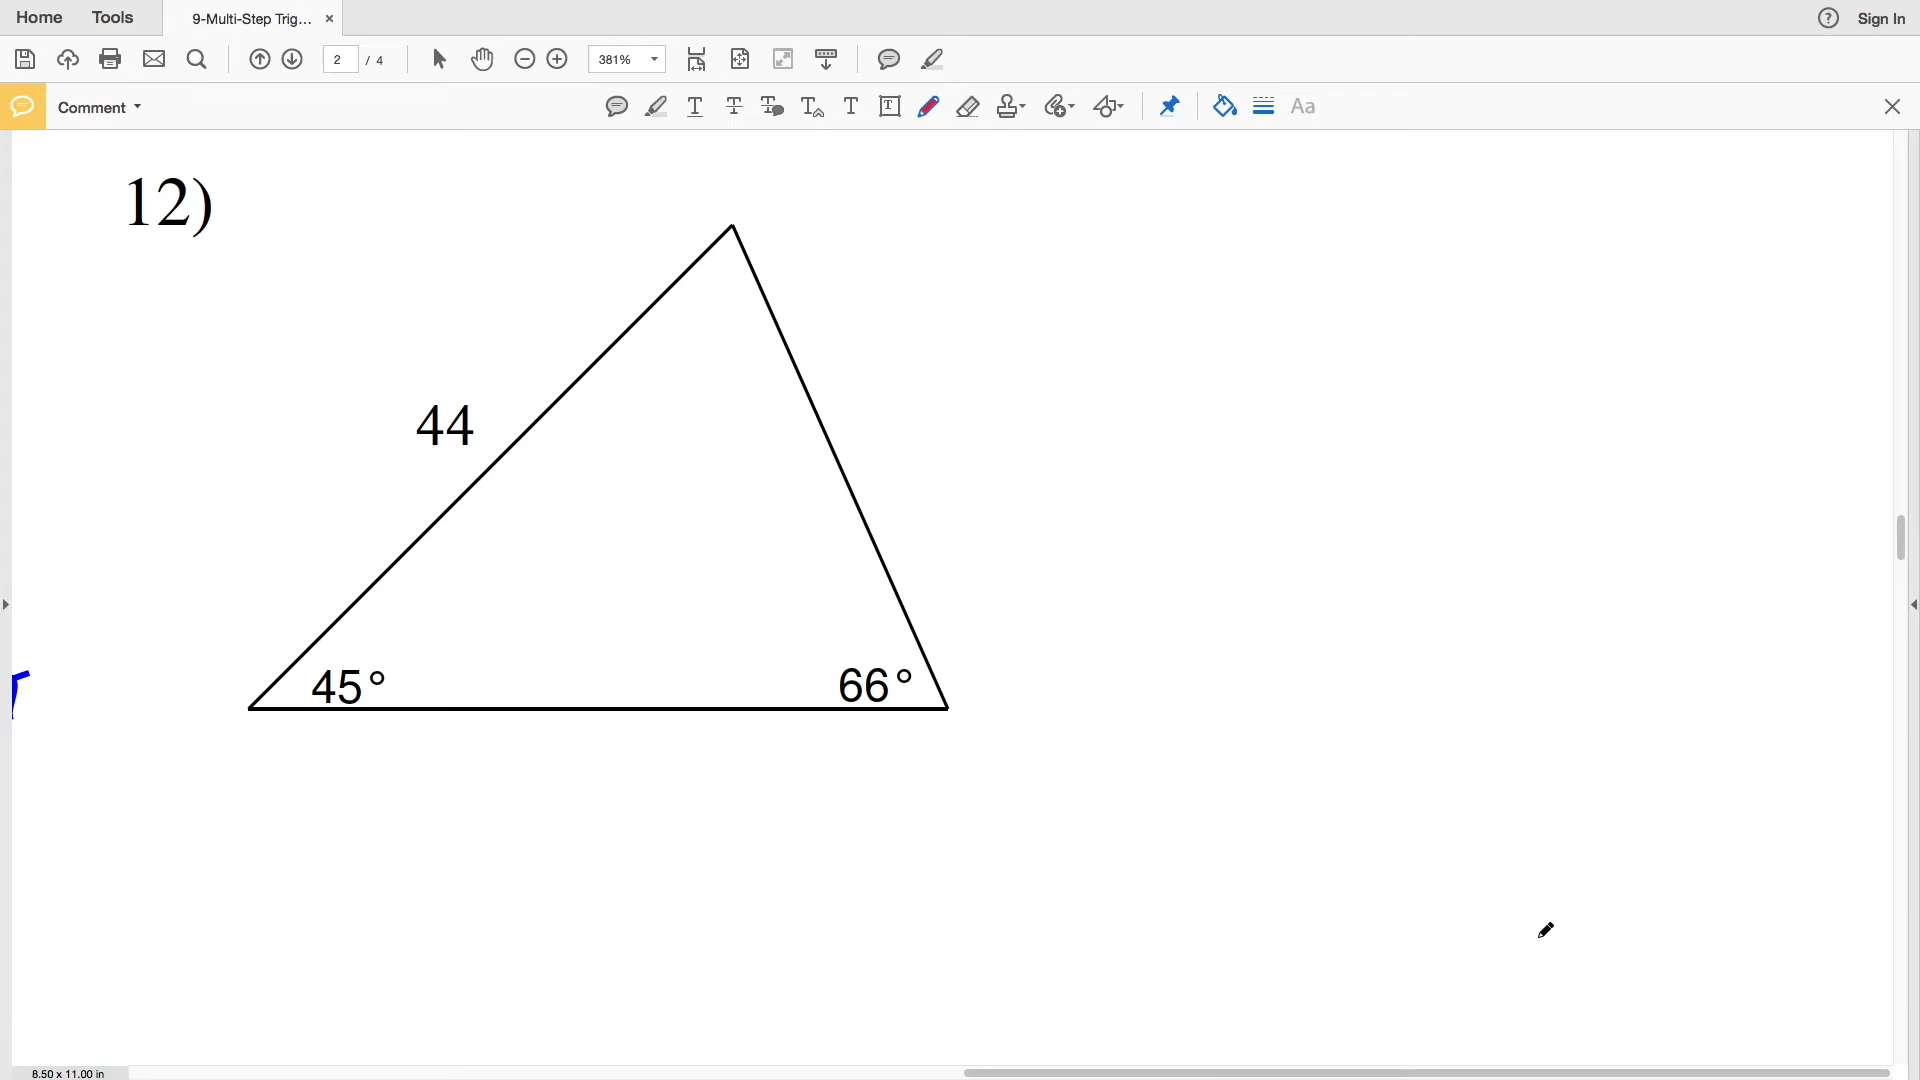 Home Tools 9-Multi-Step Trig... × ? Sign In
2 / 4 381%
Comment T T T T T T Aa
12)
44
45° 66°
8.50 x 11.00 in